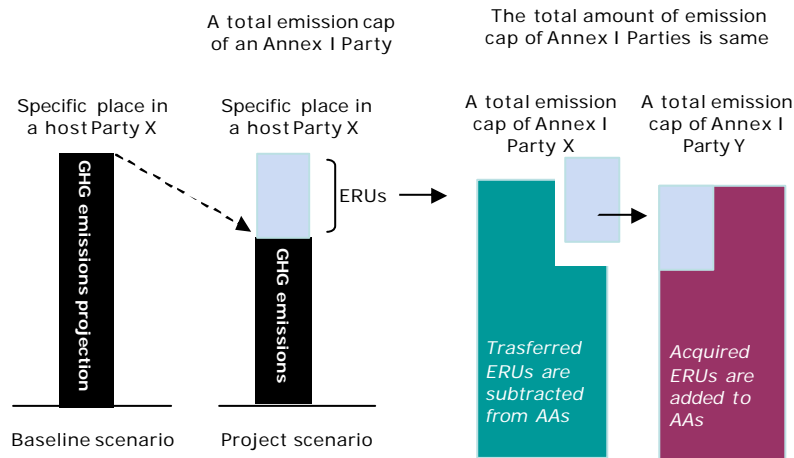 A total emission cap
of an Annex I Party
The total amount of emission
cap of Annex I Parties is same
Specific place in
a host Party X
Specific place in
a host Party X
A total emission
cap of Annex I
Party X
A total emission
cap of Annex I
Party Y
GHG emissions projection
GHG emissions
ERUs
Trasferred
ERUs are
subtracted
from AAs
Acquired
ERUs are
added to
AAs
Baseline scenario
Project scenario